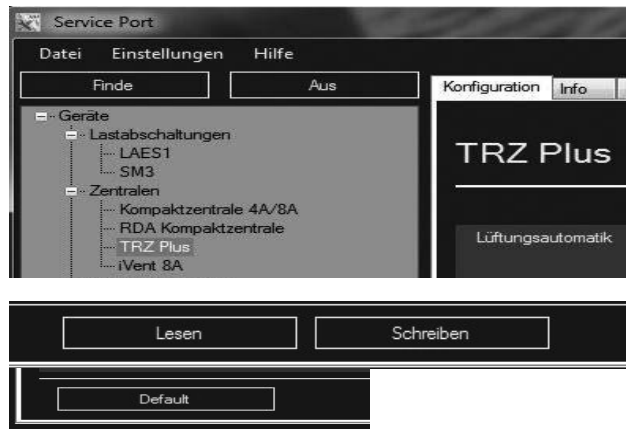 Service Port
Datei Einstellungen Hilfe
Finde Aus
Konfiguration Info
Geräte
Lastabschaltungen
LAES1
SM3
Zentralen
Kompaktzentrale 4A/8A
RDA Kompaktzentrale
TRZ Plus
iVent 8A
TRZ Plus
Lüftungsautomatik
Lesen Schreiben
Default